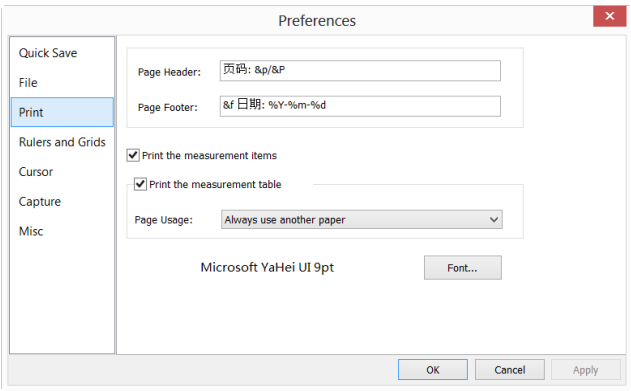 Preferences
Quick Save
File
Print
Rulers and Grids
Cursor
Capture
Misc
Page Header: 页码: &p/&P
Page Footer: &f 日期: %Y-%m-%d
Print the measurement items
Print the measurement table
Page Usage: Always use another paper
Microsoft YaHei UI 9pt Font...
OK Cancel Apply